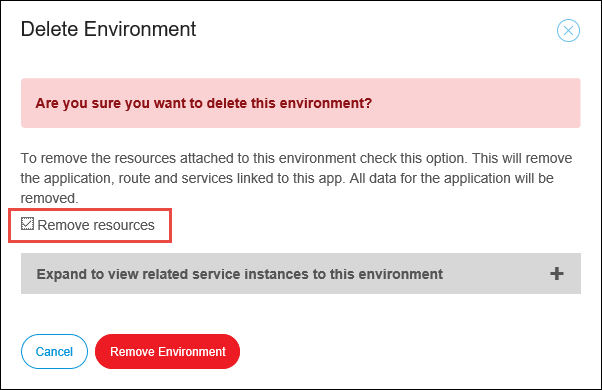 Delete Environment
Are you sure you want to delete this environment?
To remove the resources attached to this environment check this option. This will remove
the application, route and services linked to this app. All data for the application will be
removed.
Remove resources
Expand to view related service instances to this environment
Cancel
Remove Environment